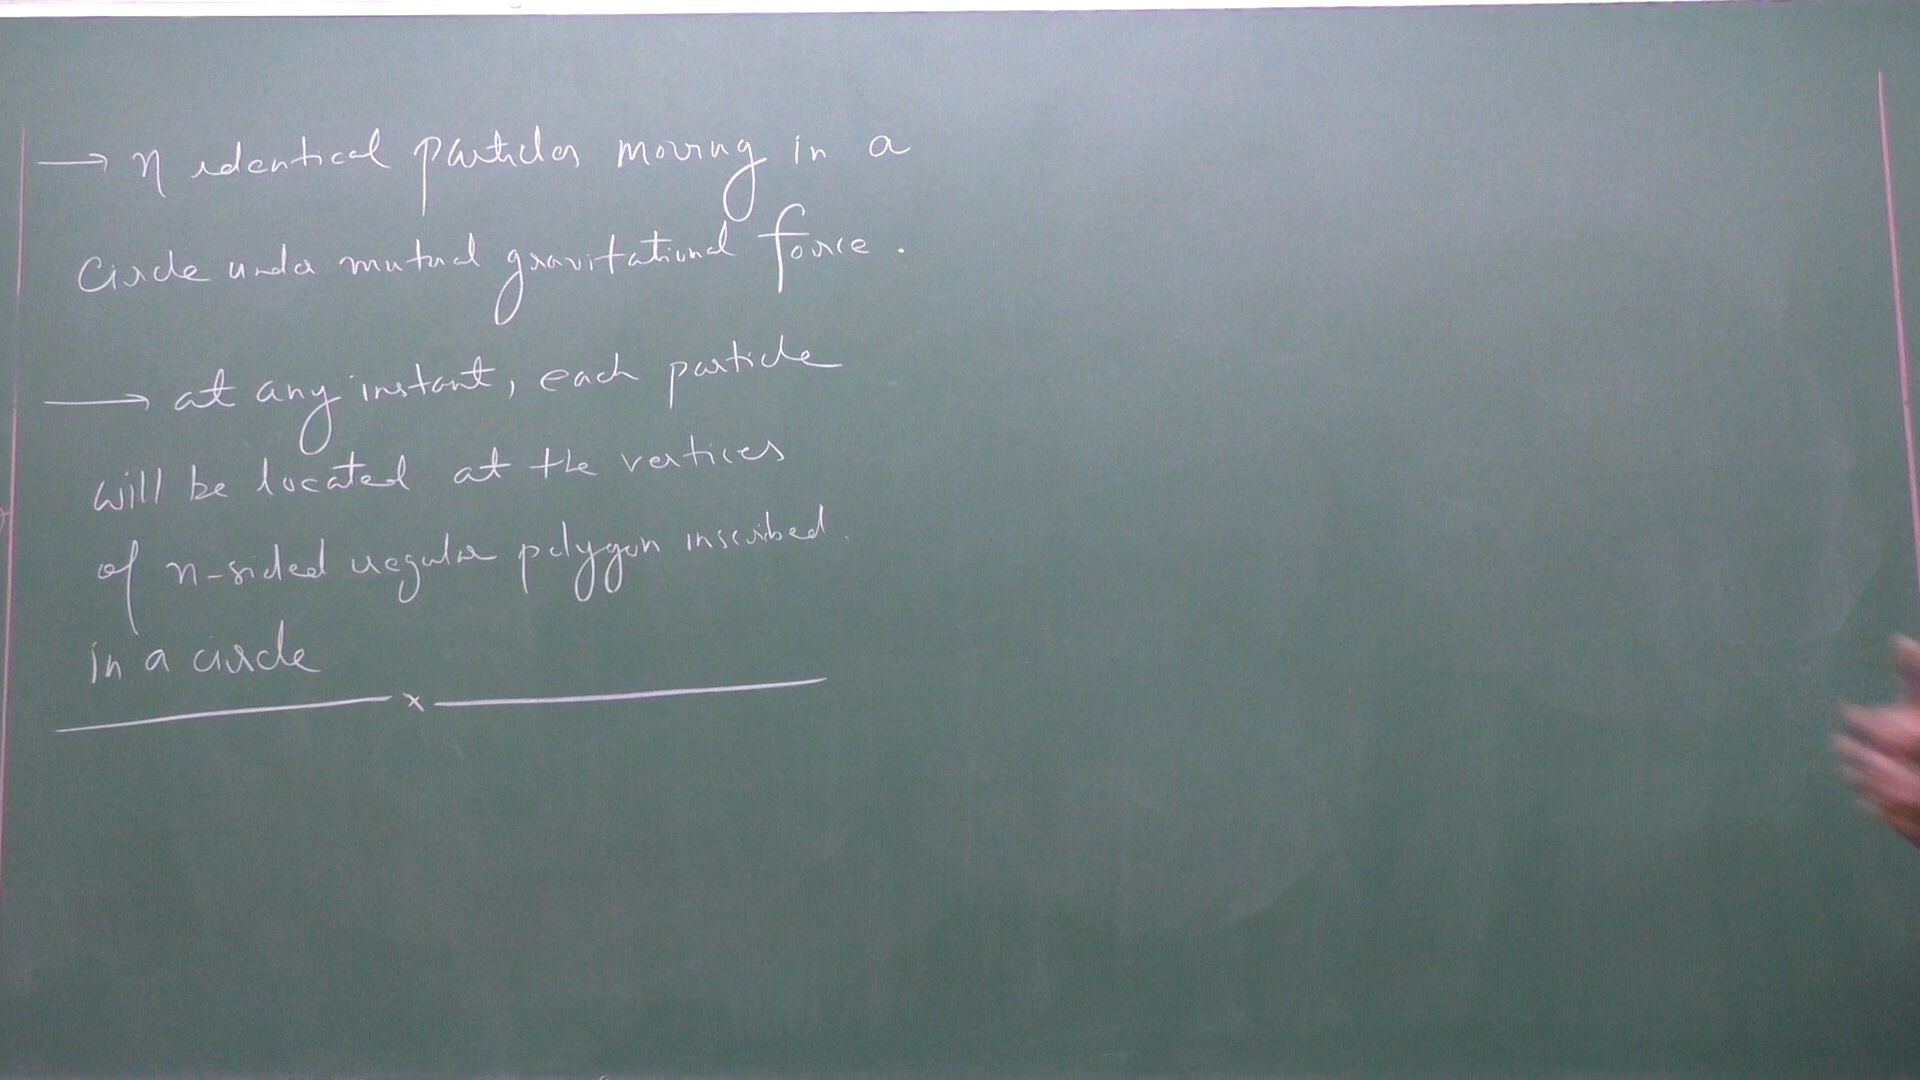 → n identical particles moving in a
circle under mutual gravitational force.
→ at any instant, each particle
will be located at the vertices
of n-sided regular polygon inscribed.
in a circle
x